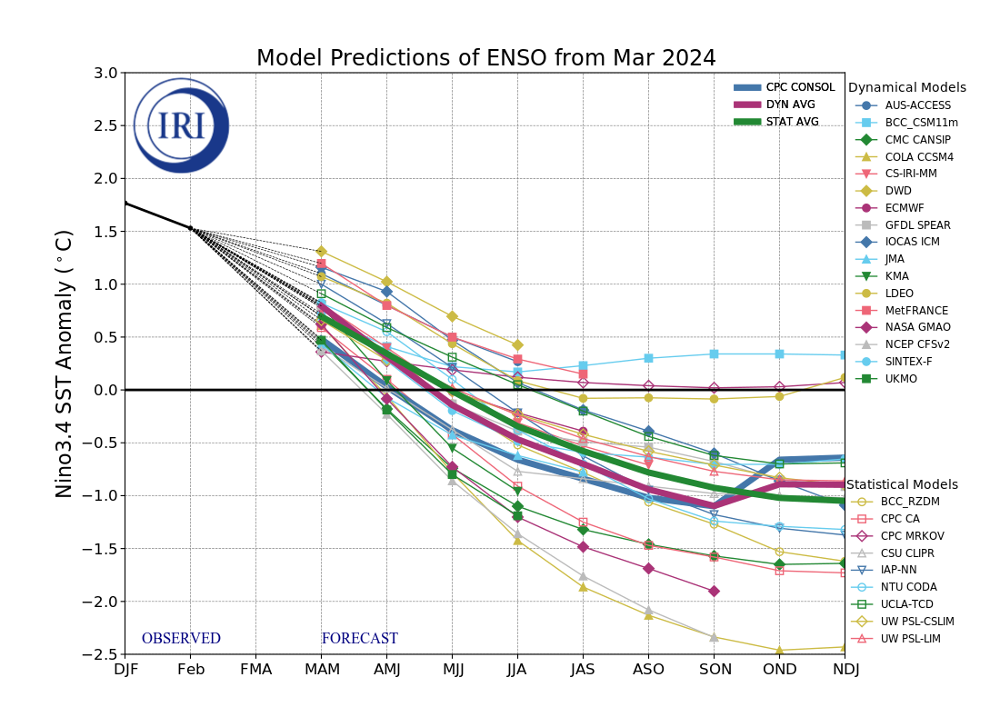 Model Predictions of ENSO from Mar 2024
Nino3.4 SST Anomaly (°C)
3.0
2.5
2.0
1.5
1.0
0.5
0.0
−0.5
−1.0
−1.5
−2.0
−2.5
IRI
CPC CONSOL
DYN AVG
STAT AVG
Dynamical Models
AUS-ACCESS
BCC_CSM11m
CMC CANSIP
COLA CCSM4
CS-IRI-MM
DWD
ECMWF
GFDL SPEAR
IOCAS ICM
JMA
KMA
LDEO
MetFRANCE
NASA GMAO
NCEP CFSv2
SINTEX-F
UKMO
Statistical Models
BCC_RZDM
CPC CA
CPC MRKOV
CSU CLIPR
IAP-NN
NTU CODA
UCLA-TCD
UW PSL-CSLIM
UW PSL-LIM
OBSERVED FORECAST
DJF Feb FMA MAM AMJ MJJ JJA JAS ASO SON OND NDJ